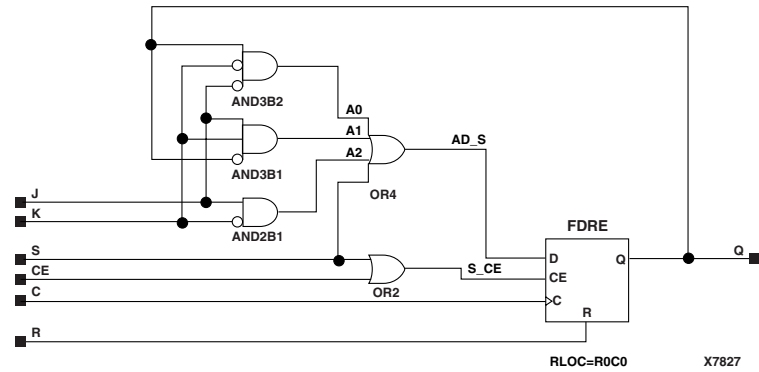 AND3B2
A0
A1
AD_S
AND3B1
A2
J
OR4
K
FDRE
AND2B1
S
D
Q
Q
CE
S_CE
CE
C
OR2
C
R
R
RLOC=R0C0
X7827